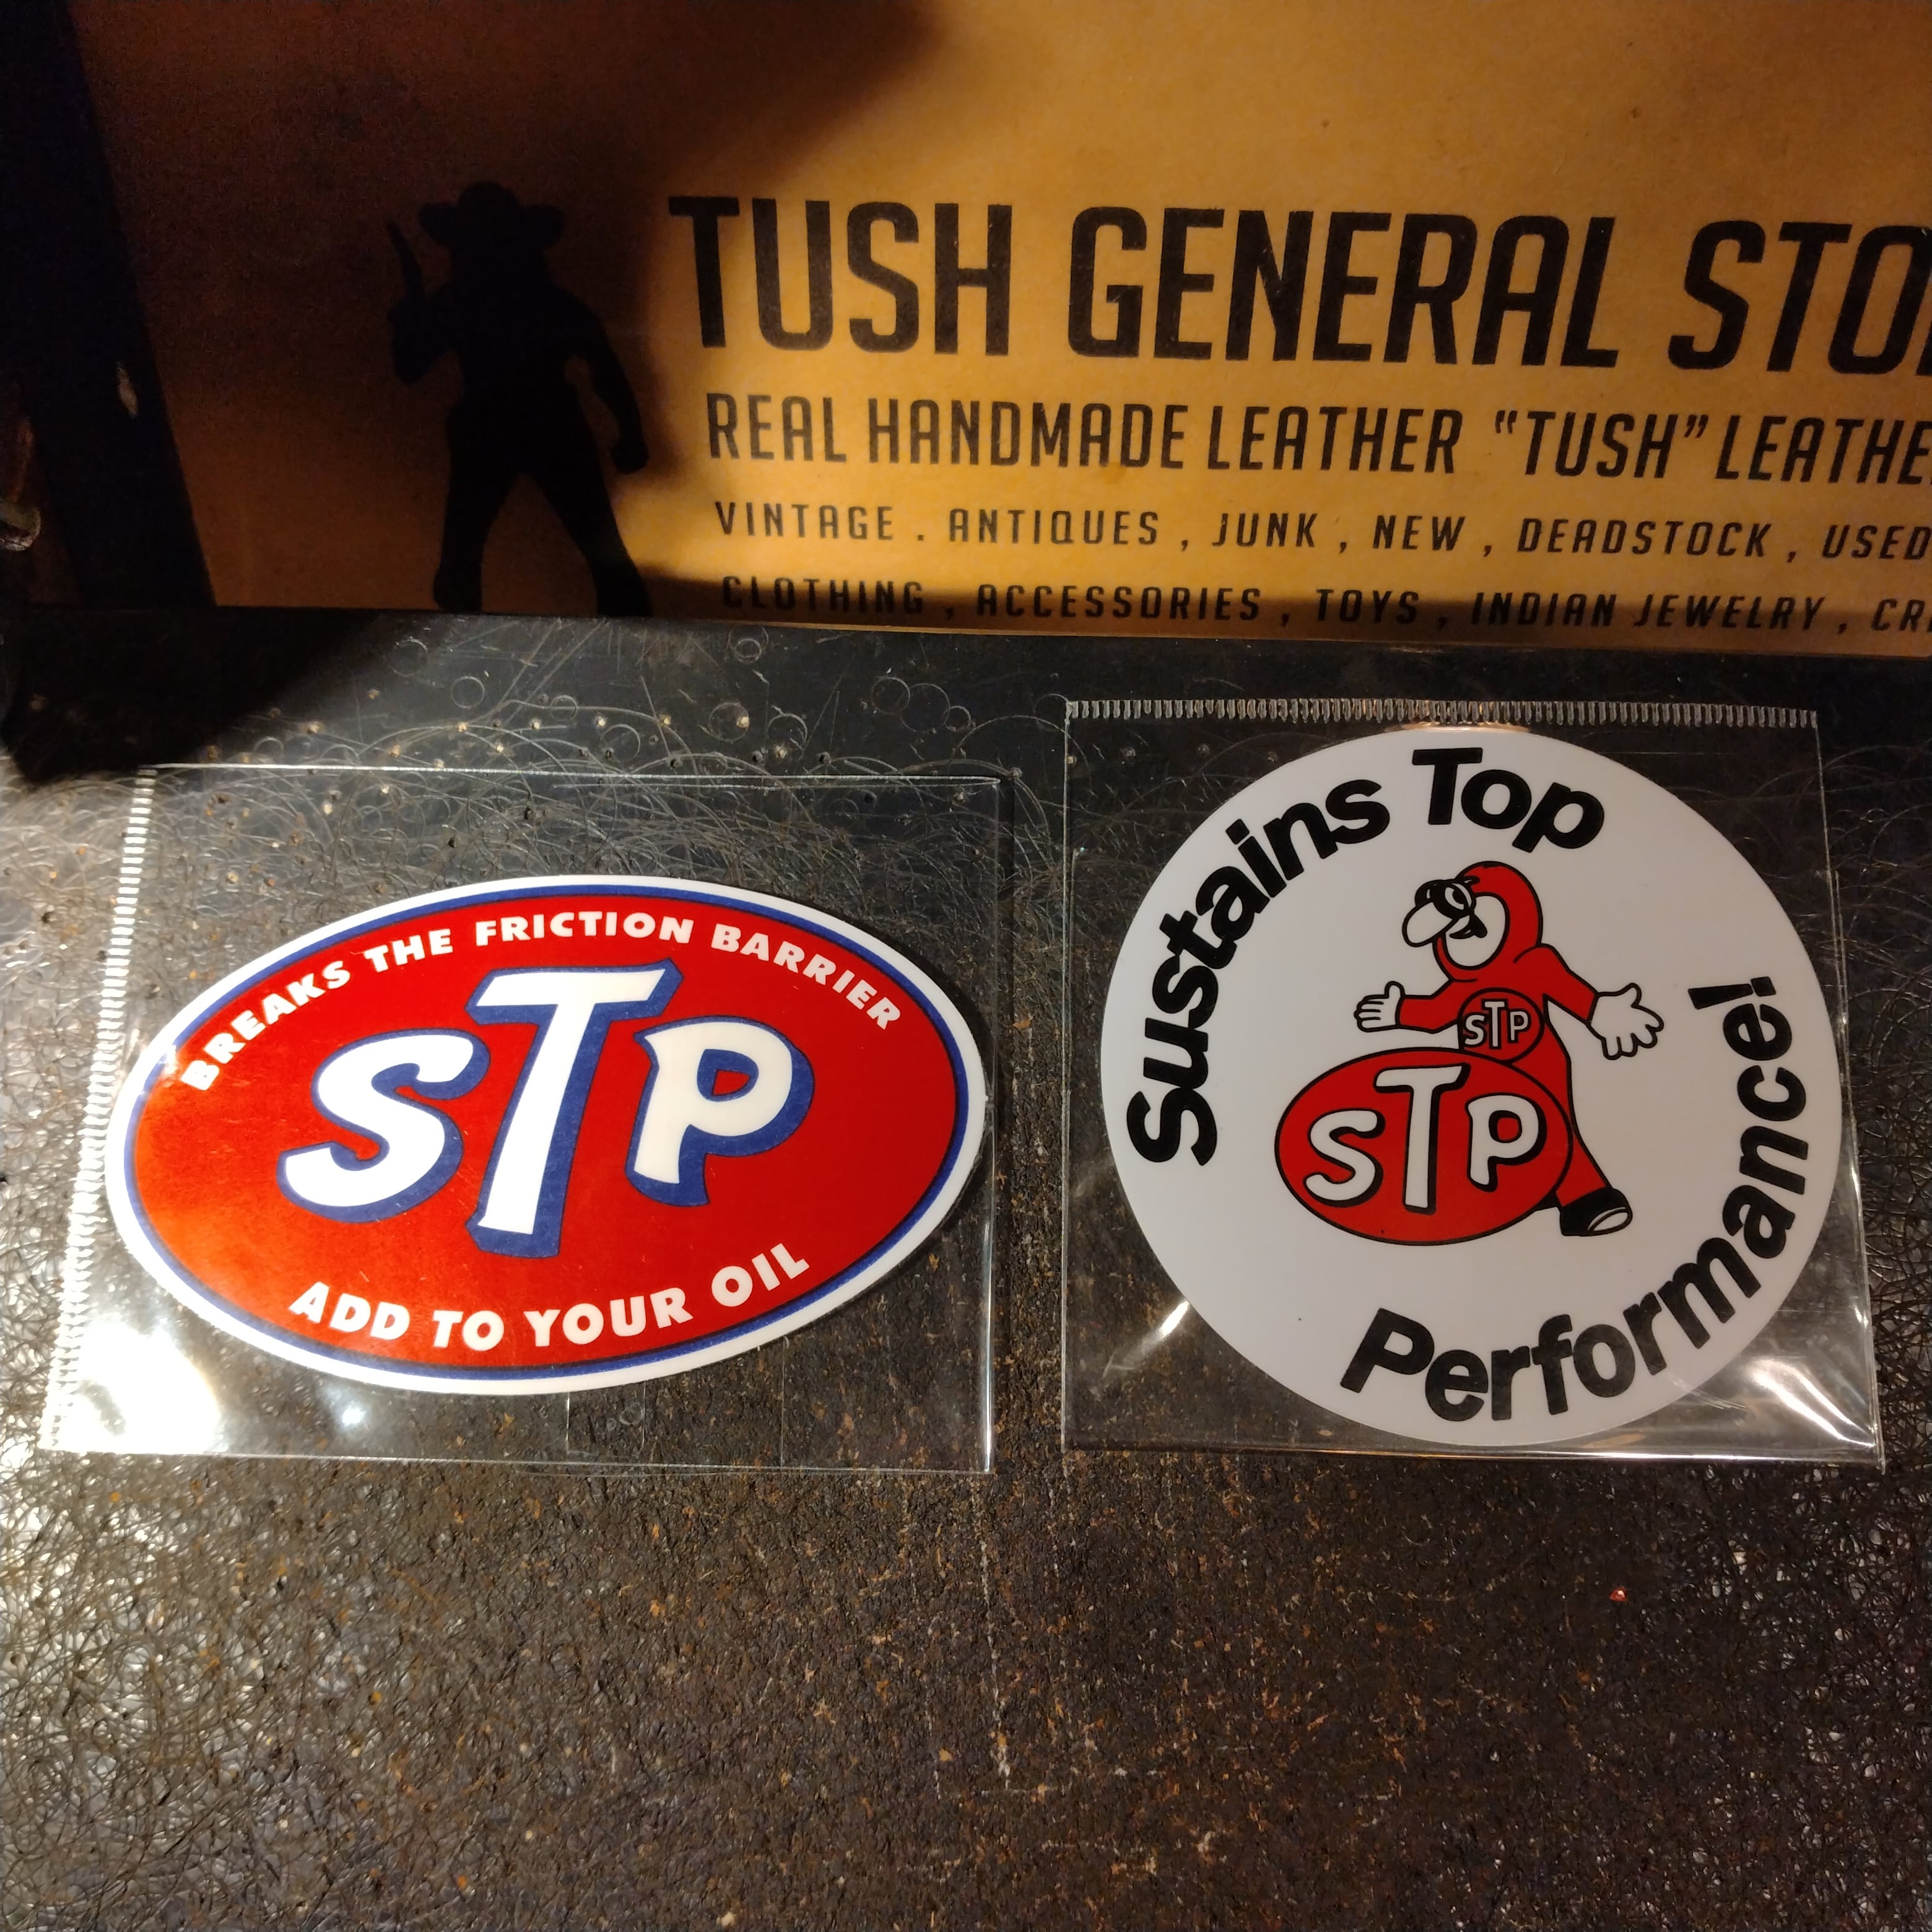 TUSH GENERAL STO
REAL HANDMADE LEATHER "TUSH" LEATHE
VINTAGE . ANTIQUES , JUNK , NEW , DEADSTOCK , USED
CLOTHING , ACCESSORIES , TOYS , INDIAN JEWELRY , CR
BREAKS THE FRICTION BARRIER
STP
ADD TO YOUR OIL
Sustains Top
STP
STP
Performance!